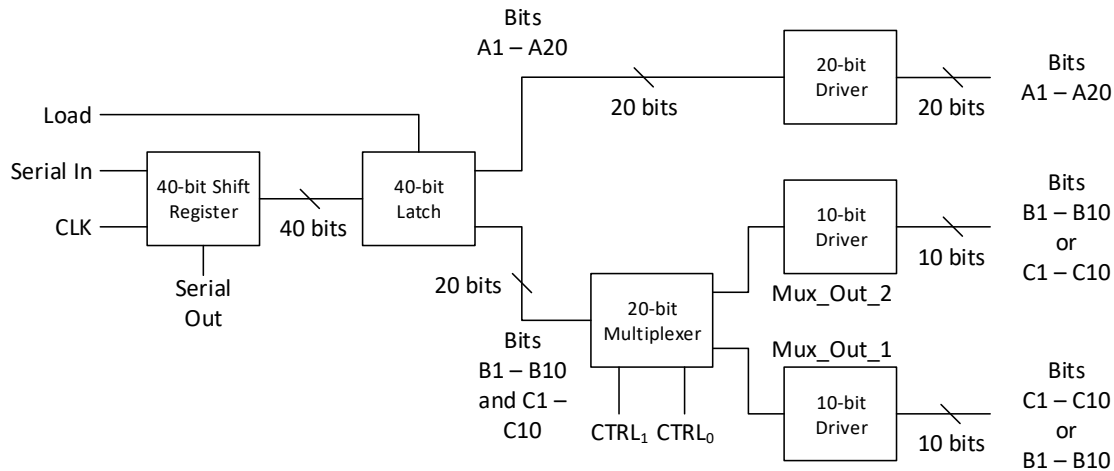 Bits
A1 – A20
20 bits
20-bit
Driver
20 bits
Bits
A1 – A20
Load
Serial In
CLK
40-bit Shift
Register
Serial
Out
40 bits
40-bit
Latch
20 bits
Bits
B1 – B10
and C1 –
C10
20-bit
Multiplexer
CTRL₁
CTRL₀
10-bit
Driver
Mux_Out_2
10 bits
Bits
B1 – B10
or
C1 – C10
Mux_Out_1
10-bit
Driver
10 bits
Bits
C1 – C10
or
B1 – B10